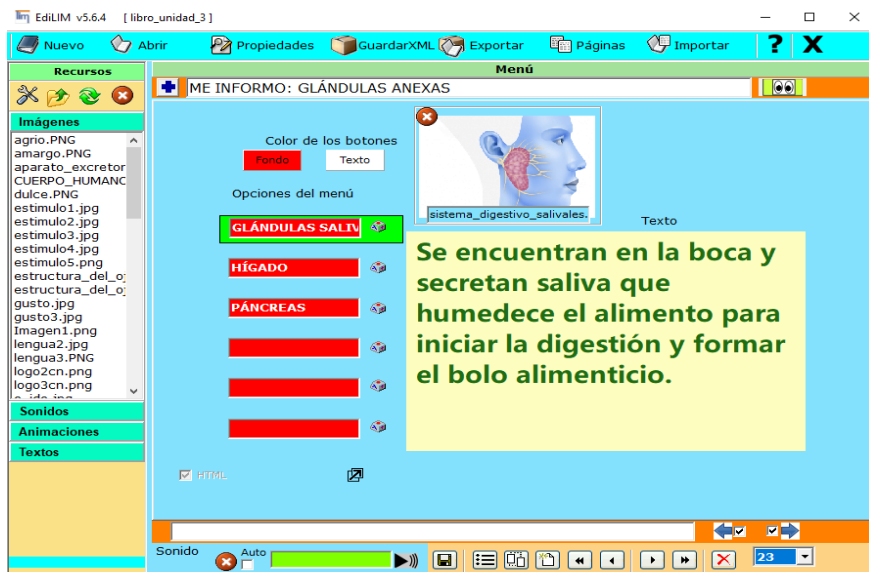 EdiLIM v5.6.4 [ libro_unidad_3 ]
Nuevo Abrir Propiedades GuardarXML Exportar Páginas Importar ? X
Recursos
Menú
ME INFORMO: GLÁNDULAS ANEXAS
Imágenes
agrio.PNG
amargo.PNG
aparato_excretor
CUERPO_HUMANO
dulce.PNG
estimulo1.jpg
estimulo2.jpg
estimulo3.jpg
estimulo4.jpg
estimulo5.png
estructura_del_o
estructura_del_o
gusto.jpg
gusto3.jpg
Imagen1.png
lengua2.jpg
lengua3.PNG
logo2cn.png
logo3cn.png
Sonidos
Animaciones
Textos
Color de los botones
Fondo Texto
Opciones del menú
GLÁNDULAS SALIV
HÍGADO
PÁNCREAS
HTML
sistema_digestivo_salivales.
Texto
Se encuentran en la boca y
secretan saliva que
humedece el alimento para
iniciar la digestión y formar
el bolo alimenticio.
Sonido Auto
23